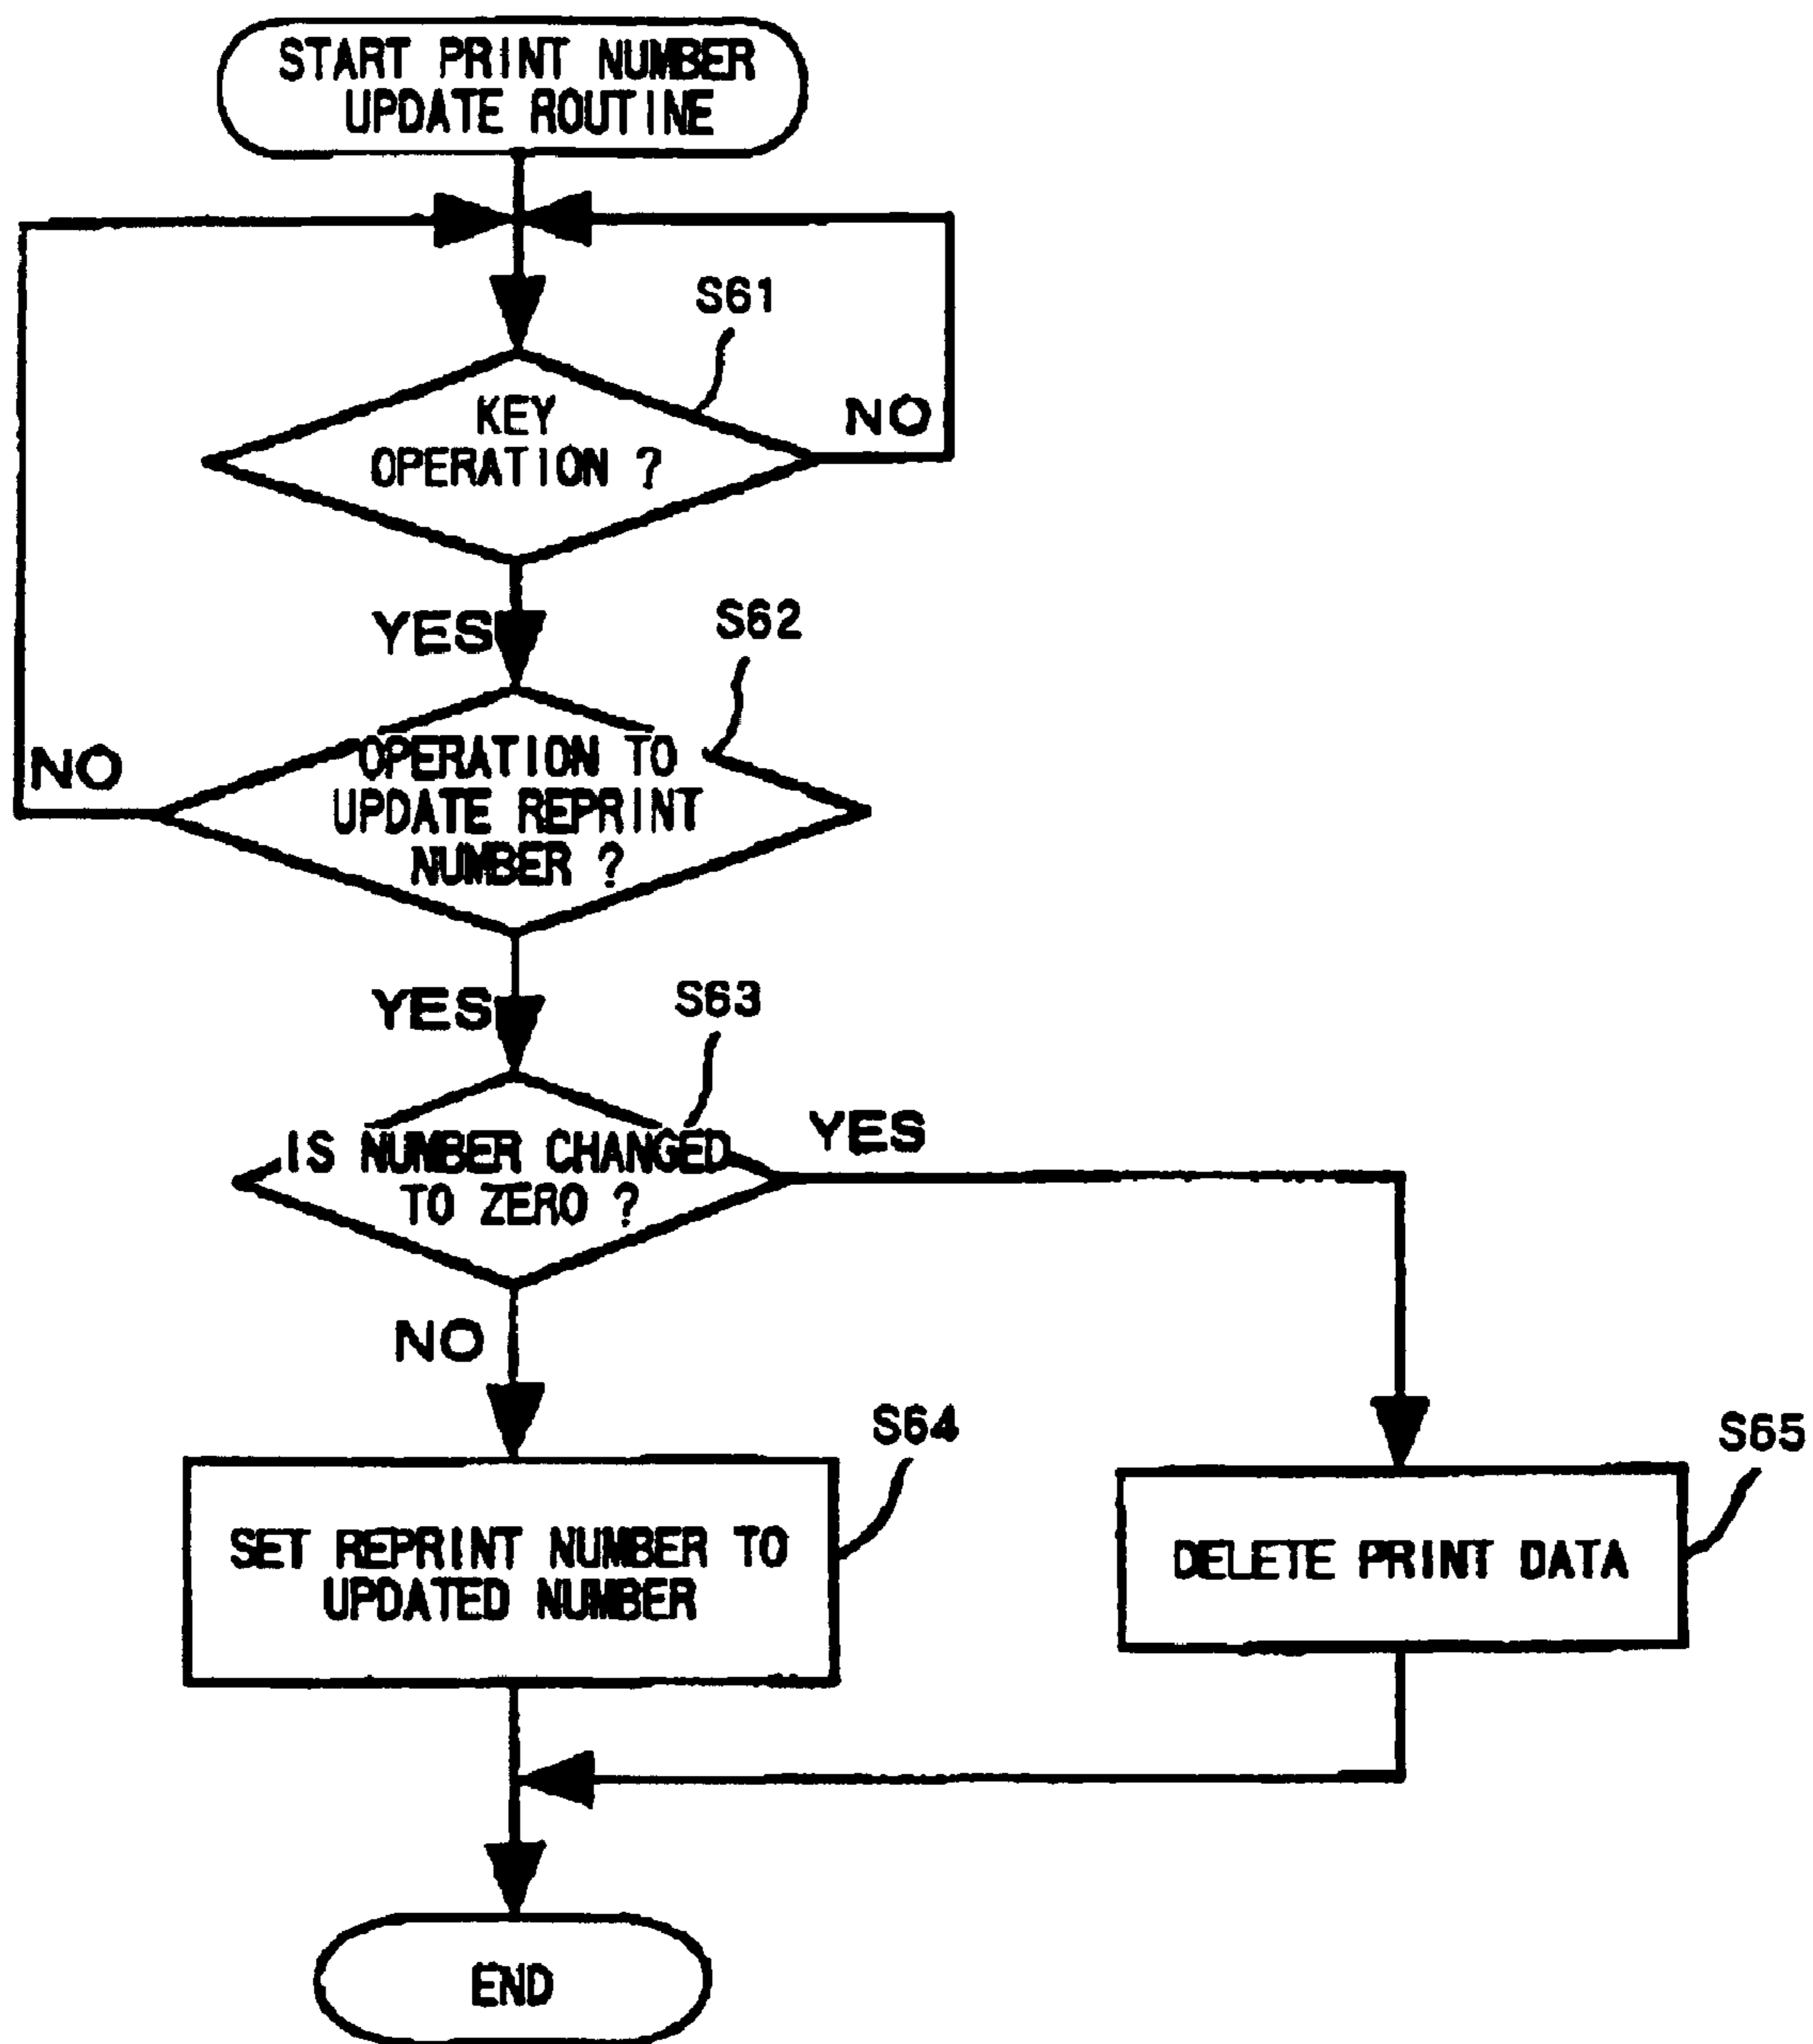 START PRINT NUMBER
UPDATE ROUTINE
S61
KEY
OPERATION ?
NO
YES
S62
OPERATION TO
UPDATE REPRINT
NUMBER ?
NO
YES
S63
IS NUMBER CHANGED
TO ZERO ?
YES
NO
S64
SET REPRINT NUMBER TO
UPDATED NUMBER
S65
DELETE PRINT DATA
END